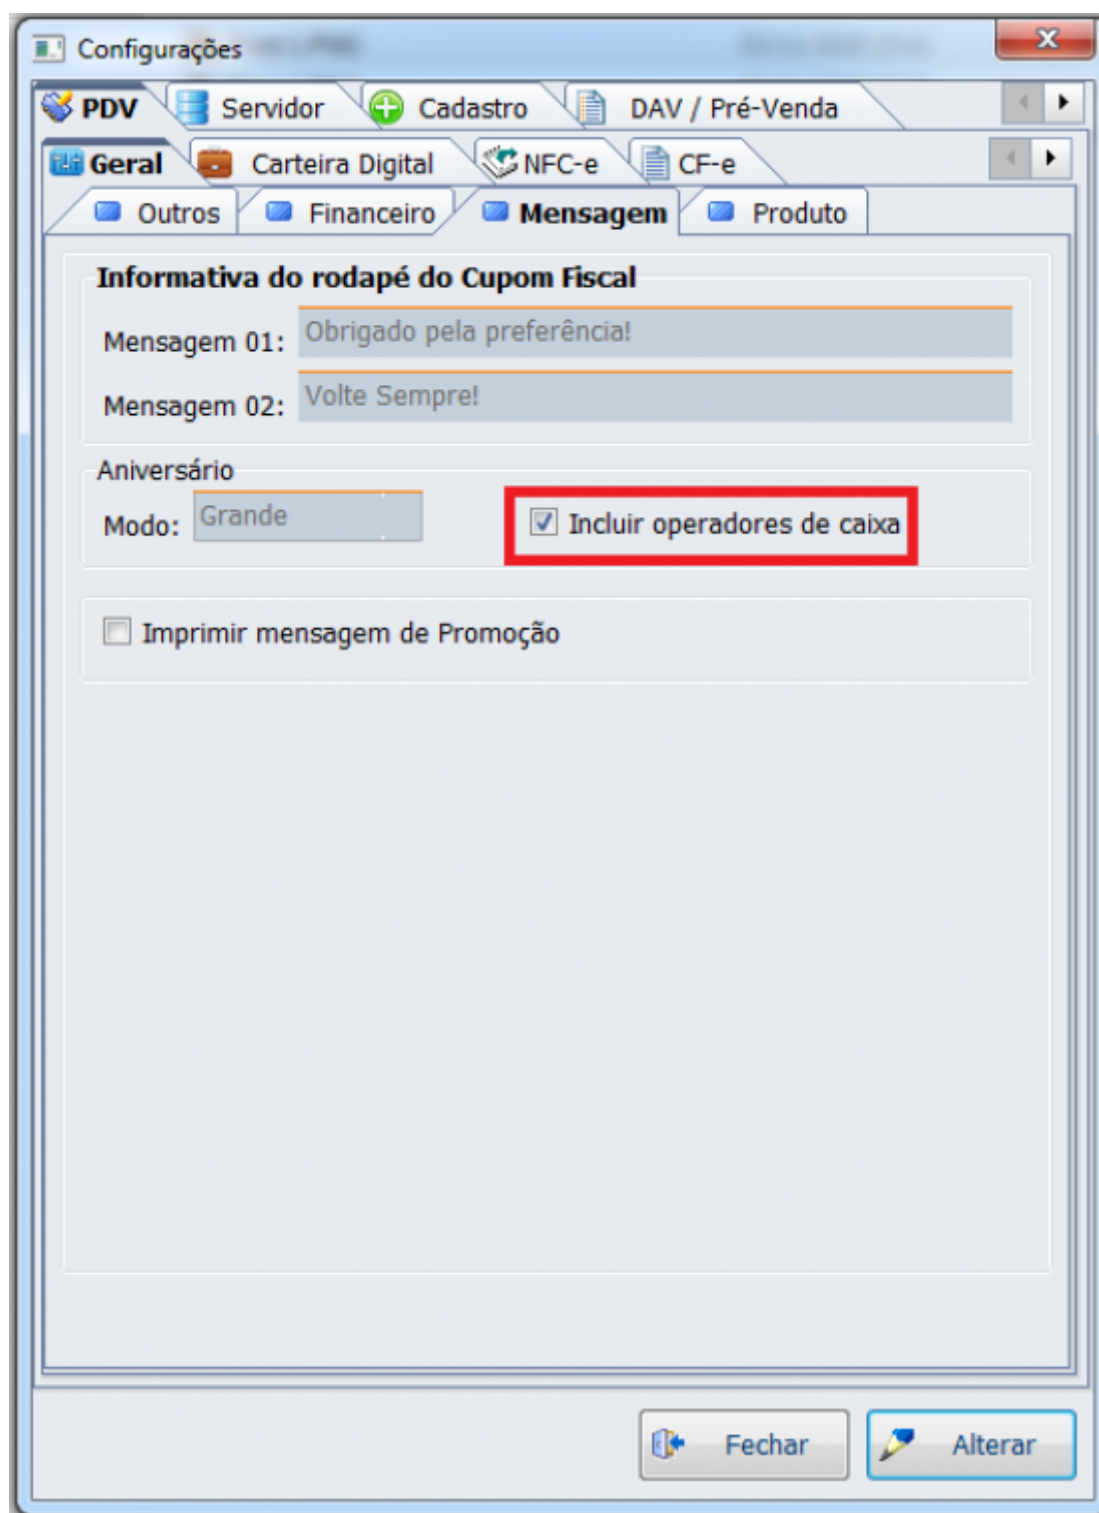 Configurações
PDV Servidor Cadastro DAV / Pré-Venda
Geral Carteira Digital NFC-e CF-e
Outros Financeiro Mensagem Produto
Informativa do rodapé do Cupom Fiscal
Mensagem 01: Obrigado pela preferência!
Mensagem 02: Volte Sempre!
Aniversário
Modo: Grande Incluir operadores de caixa
Imprimir mensagem de Promoção
Fechar Alterar